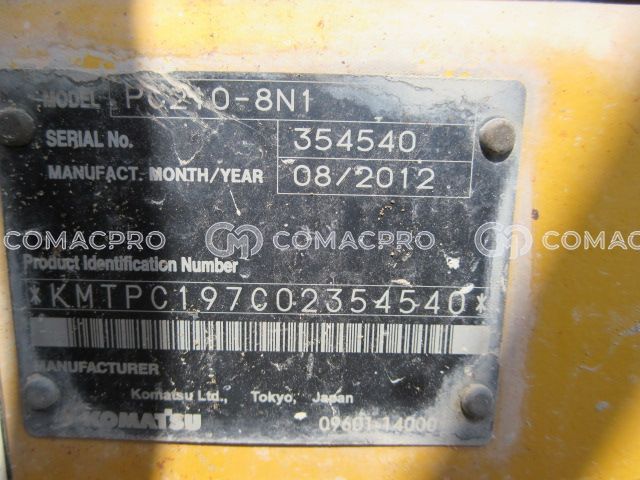 MODEL PC210-8N1
SERIAL No. 354540
MANUFACT. MONTH/YEAR 08/2012
COMACPRO COMACPRO COMACPRO
Product Identification Number
*KMTPC197C02354540*
MANUFACTURER
Komatsu Ltd., Tokyo, Japan
KOMATSU 09601-14000